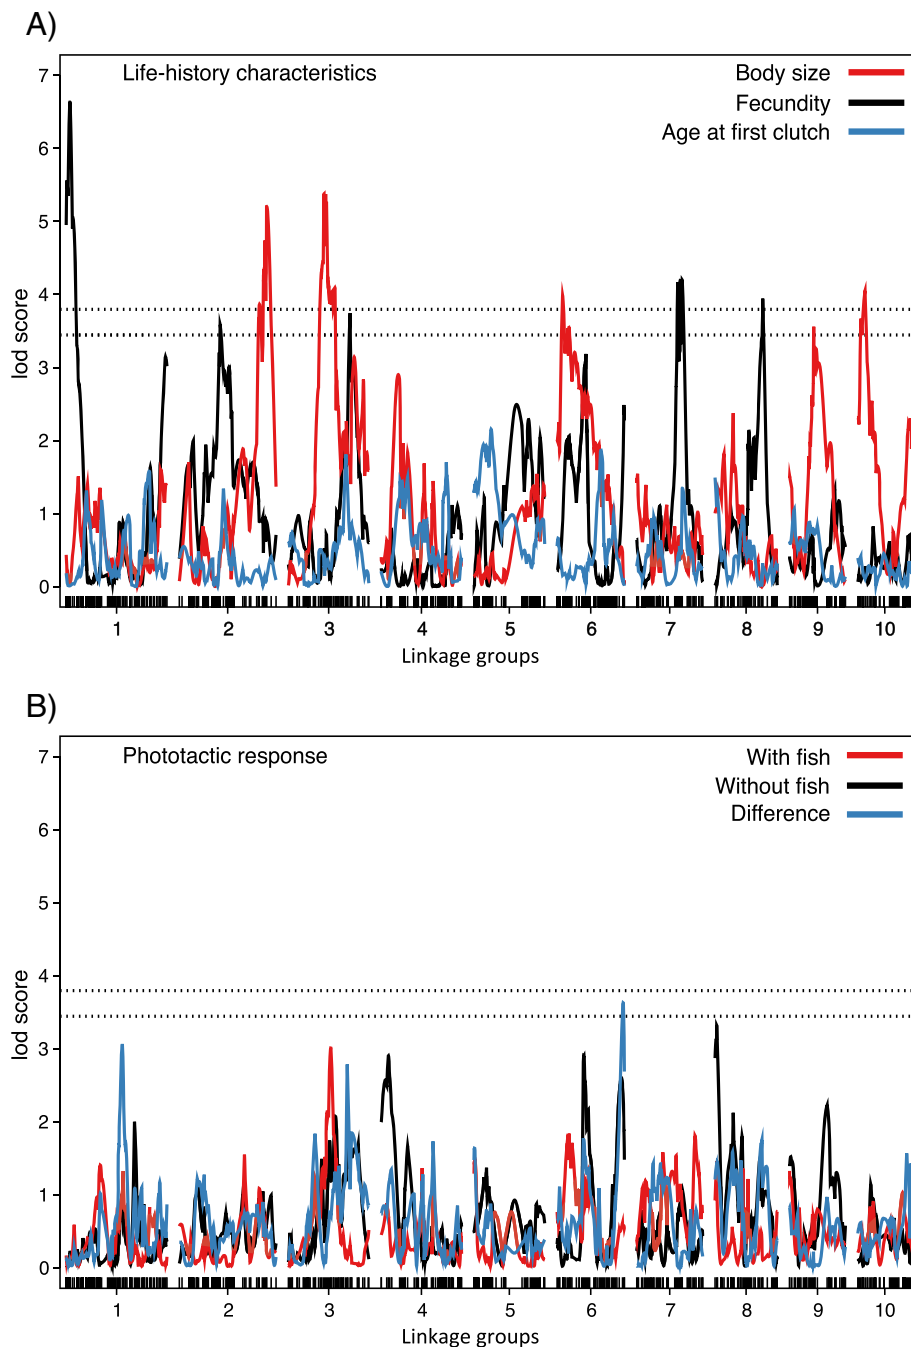 A)
Life-history characteristics
Body size
Fecundity
Age at first clutch
7
6
5
4
3
2
1
0
lod score
1 2 3 4 5 6 7 8 9 10
Linkage groups
B)
Phototactic response
With fish
Without fish
Difference
7
6
5
4
3
2
1
0
lod score
1 2 3 4 5 6 7 8 9 10
Linkage groups